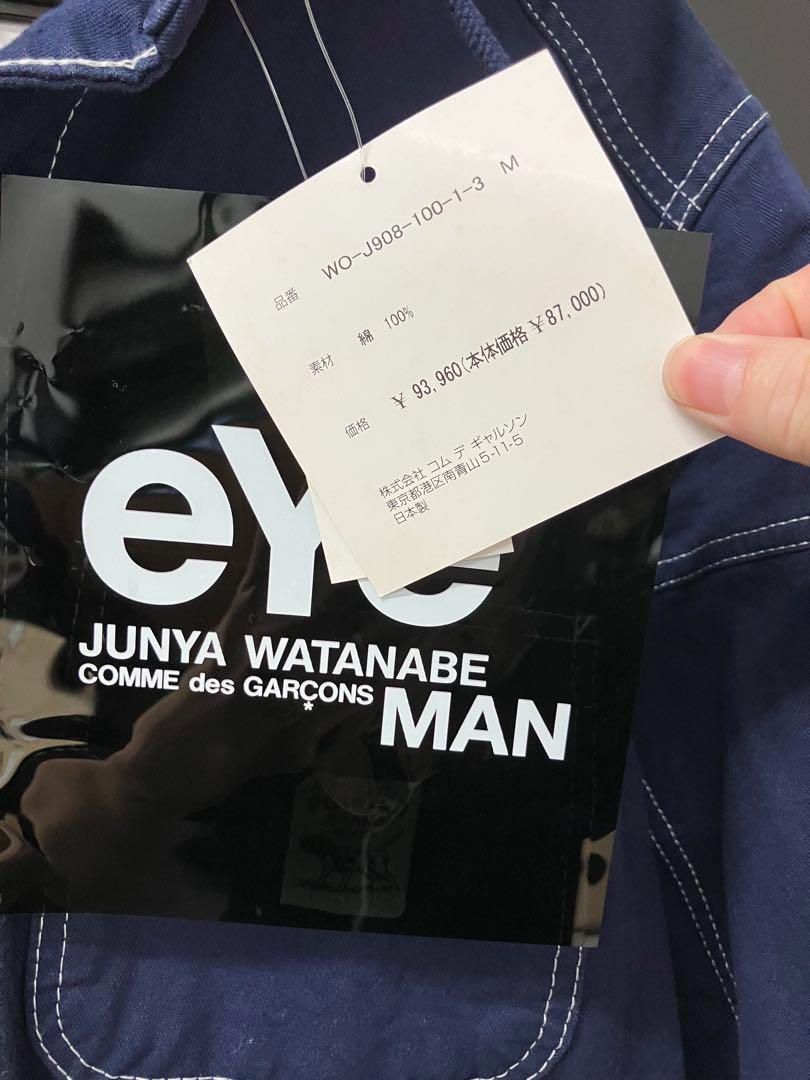 品番 WO-J908-100-1-3 M
素材 綿 100%
価格 ¥ 93,960(本体価格 ¥ 87,000)
株式会社 コム デ ギャルソン
東京都港区南青山5-11-5
日本製
eYe
JUNYA WATANABE
COMME des GARÇONS
MAN